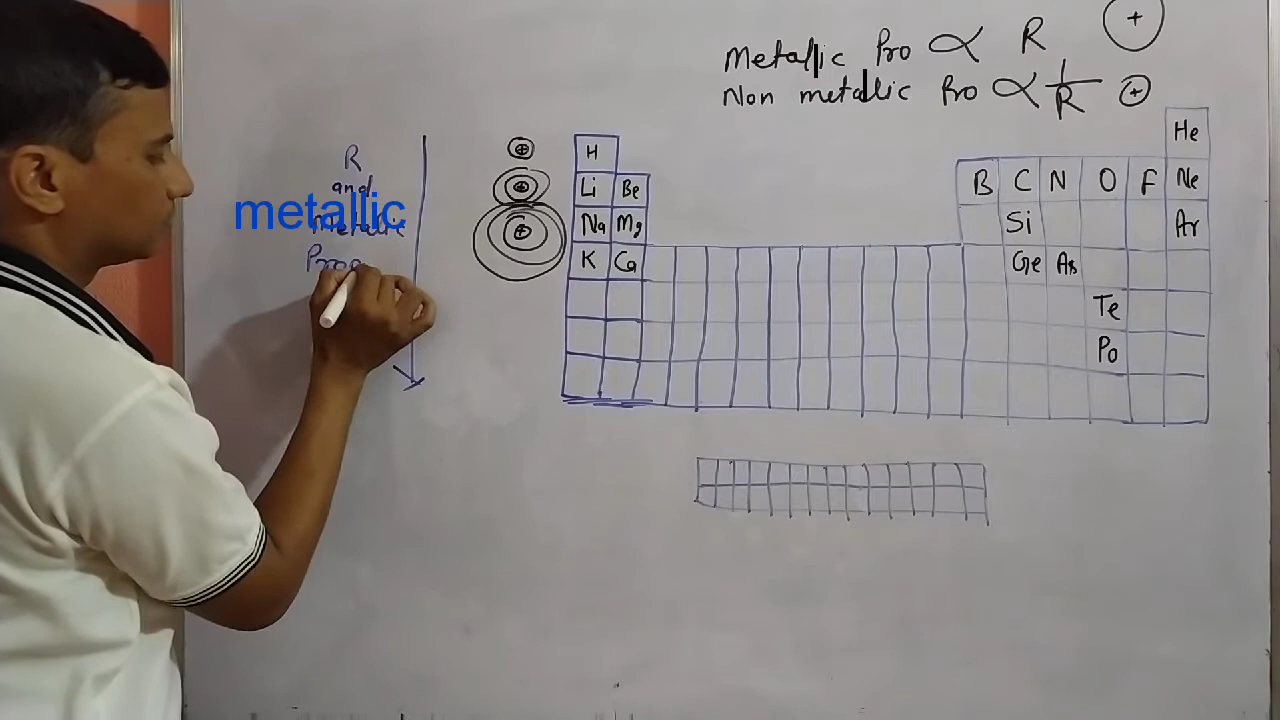 Metallic Pro ∝ R +
Non metallic Pro ∝ 1/R +
He
H
Li Be B C N O F Ne
Na Mg Si Ar
K Ca Ge As
Te
Po
R
and
metallic
metallic
Prop
+
+
+